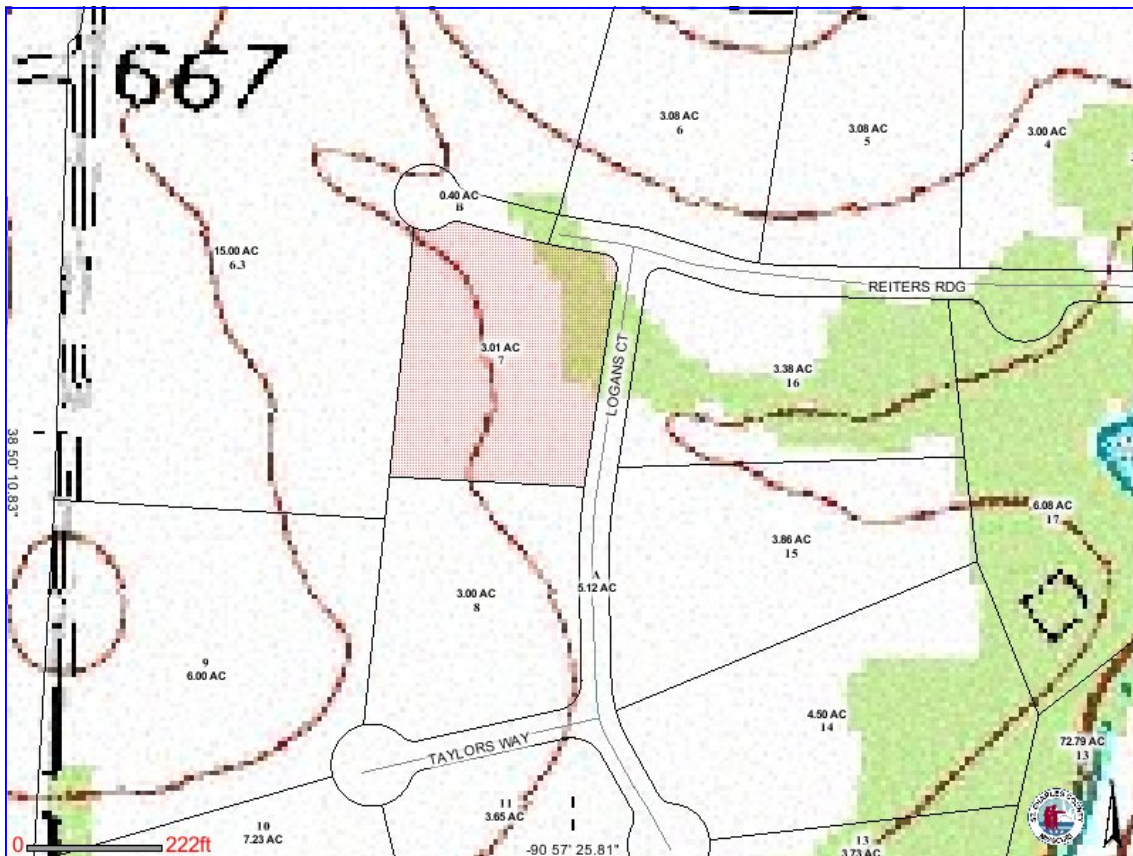 667
3.08 AC
6
3.08 AC
5
3.00 AC
4
0.40 AC
B
15.00 AC
6.3
REITERS RDG
3.01 AC
7
LOGANS CT
3.38 AC
16
38 50' 10.83"
6.08 AC
17
3.86 AC
15
A
5.12 AC
3.00 AC
8
9
6.00 AC
4.50 AC
14
TAYLORS WAY
72.79 AC
13
11
3.65 AC
10
7.23 AC
13
3.73 AC
ST. CHARLES COUNTY
MISSOURI
0 222ft
-90 57' 25.81"